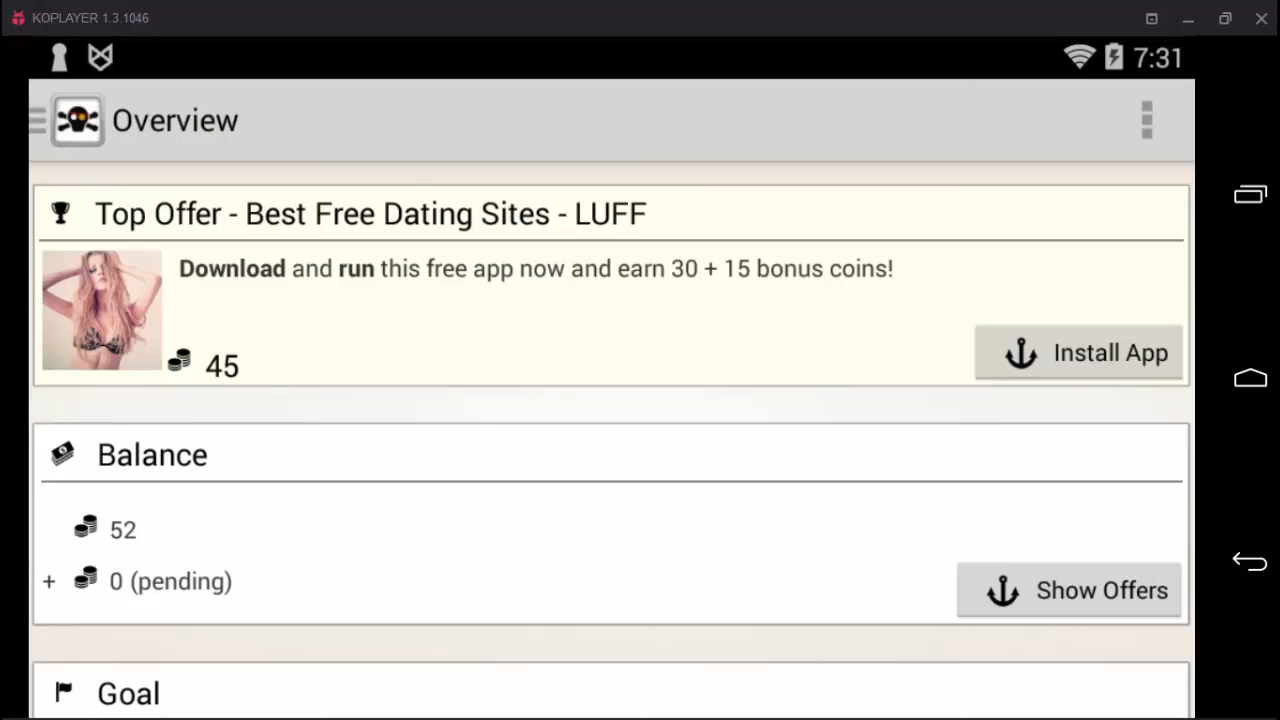 KOPLAYER 1.3.1046
7:31
Overview
Top Offer - Best Free Dating Sites - LUFF
Download and run this free app now and earn 30 + 15 bonus coins!
45
Install App
Balance
52
+ 0 (pending)
Show Offers
Goal